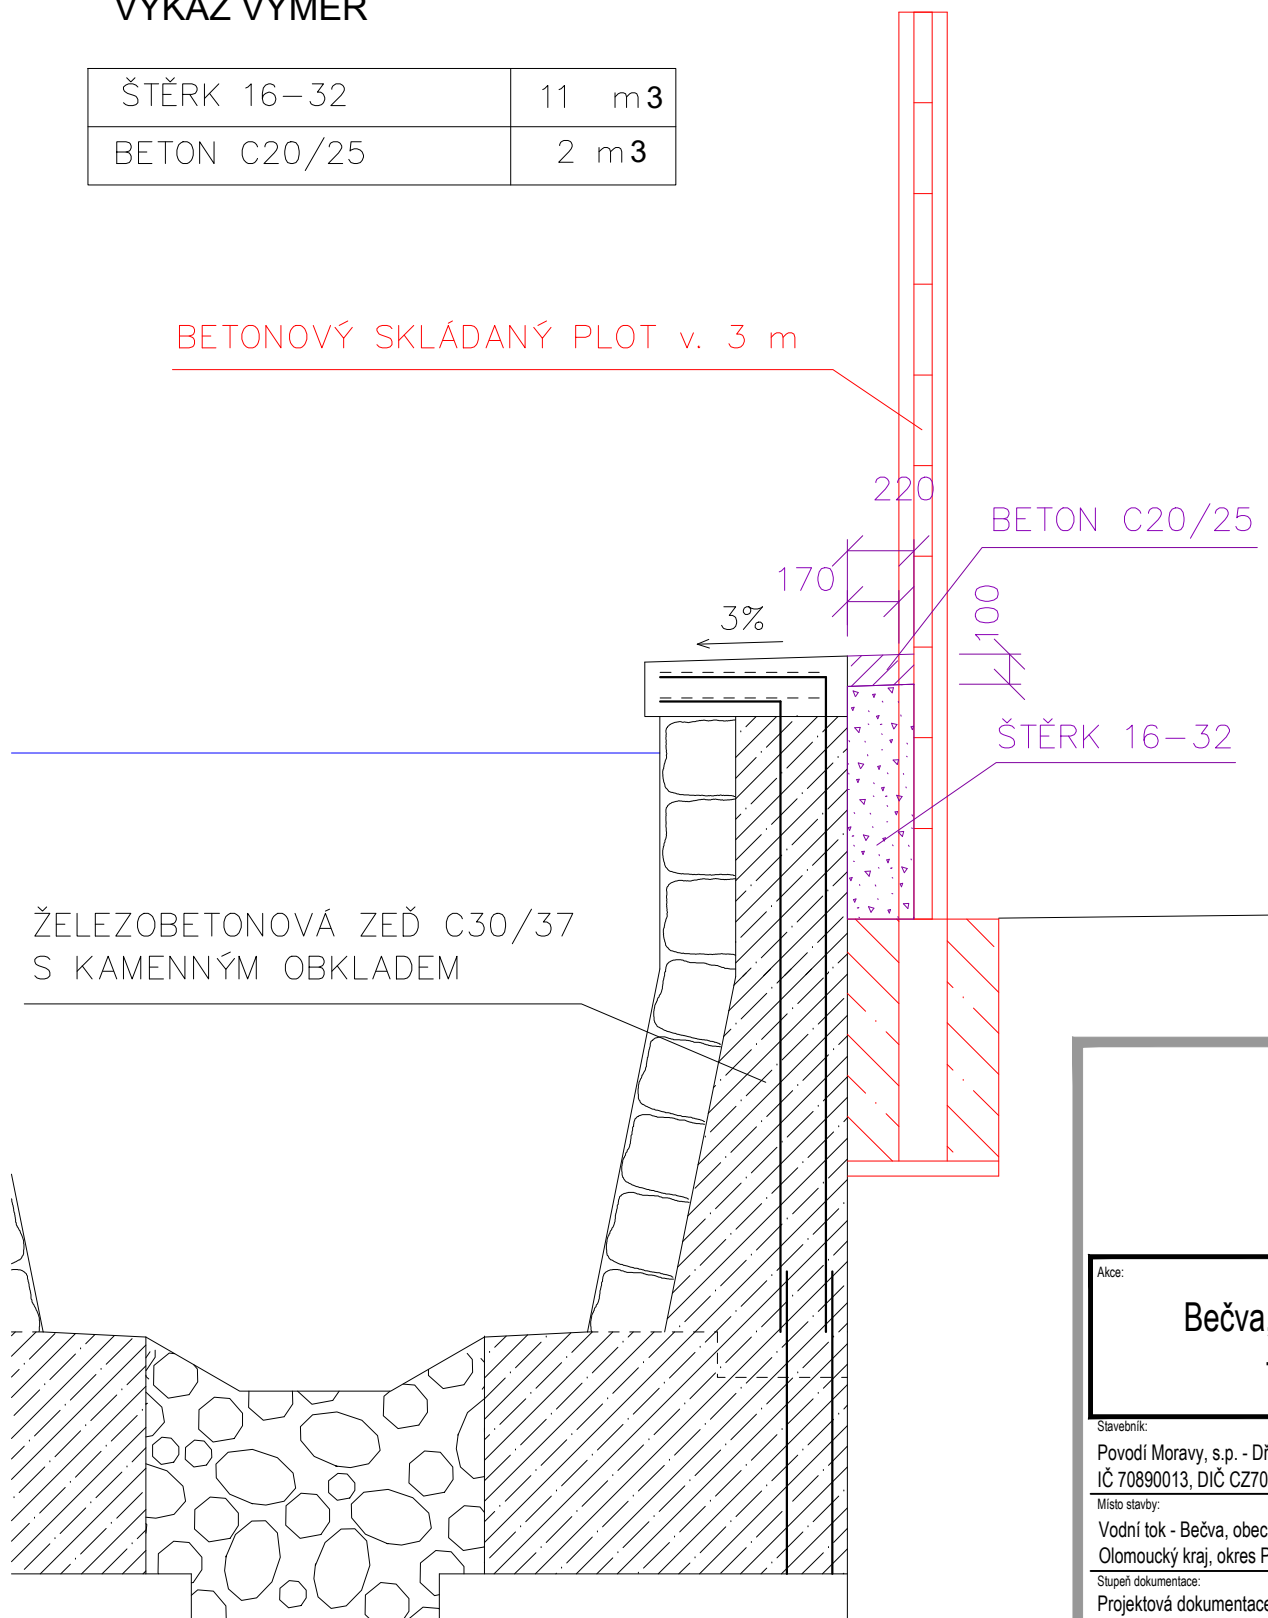 VÝKAZ VÝMĚR
ŠTĚRK 16-32 11 m3
BETON C20/25 2 m3
BETONOVÝ SKLÁDANÝ PLOT v. 3 m
220
BETON C20/25
170
100
3%
ŠTĚRK 16-32
ŽELEZOBETONOVÁ ZEĎ C30/37
S KAMENNÝM OBKLADEM
Akce:
Bečva,
Stavebník:
Povodí Moravy, s.p. -
IČ 70890013, DIČ CZ70
Místo stavby:
Vodní tok - Bečva, obec
Olomoucký kraj, okres P
Stupeň dokumentace:
Projektová dokumentace